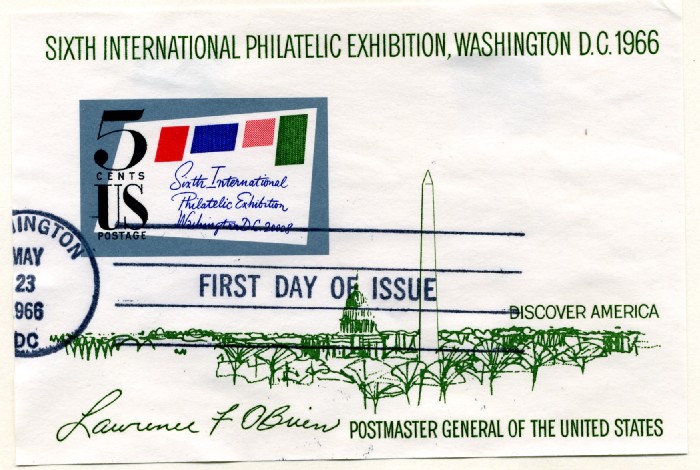 SIXTH INTERNATIONAL PHILATELIC EXHIBITION, WASHINGTON D.C. 1966
5
CENTS
US
POSTAGE
Sixth International
Philatelic Exhibition
Washington D.C. 20008
INGTON
MAY
23
1966
DC
FIRST DAY OF ISSUE
DISCOVER AMERICA
Lawrence F O'Brien
POSTMASTER GENERAL OF THE UNITED STATES